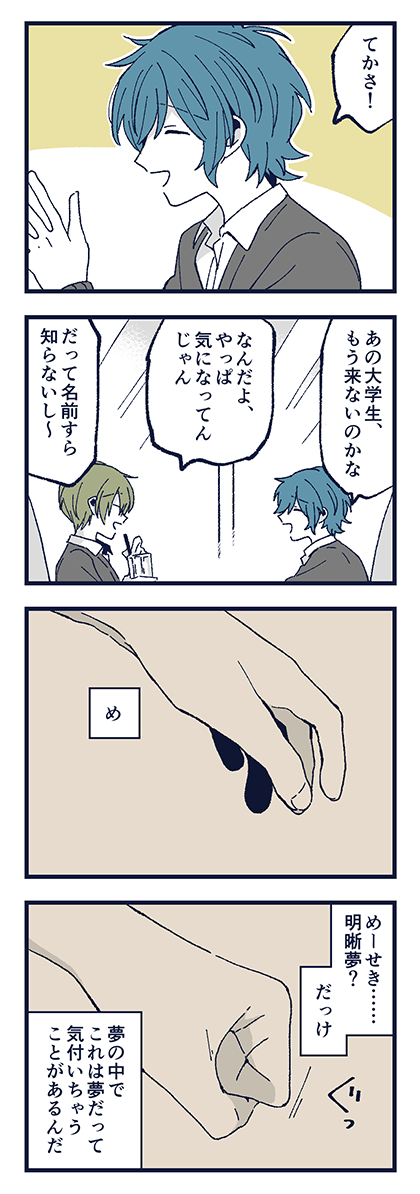 てかさ！
あの大学生、
もう来ないのかな
なんだよ、
やっぱ
気になってん
じゃん
だって名前すら
知らないし〜
め
めーせき……
明晰夢？
だっけ
ぐっ
夢の中で
これは夢だって
気付いちゃう
ことがあるんだ